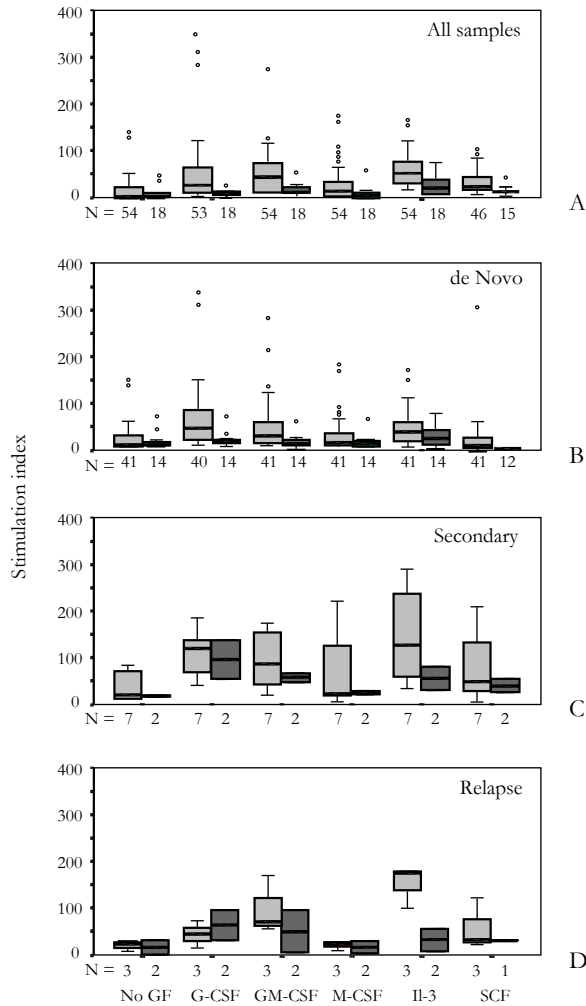 400
All samples
300
200
100
0
N = 54 18 53 18 54 18 54 18 54 18 46 15
A
400
de Novo
300
200
100
0
N = 41 14 40 14 41 14 41 14 41 14 41 12
B
Stimulation index
400
Secondary
300
200
100
0
N = 7 2 7 2 7 2 7 2 7 2 7 2
C
400
Relapse
300
200
100
0
N = 3 2 3 2 3 2 3 2 3 2 3 1
D
No GF G-CSF GM-CSF M-CSF Il-3 SCF